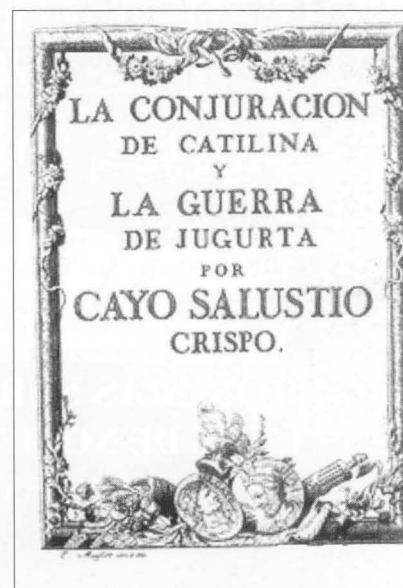 LA CONJURACION
DE CATILINA
Y
LA GUERRA
DE JUGURTA
POR
CAYO SALUSTIO
CRISPO.